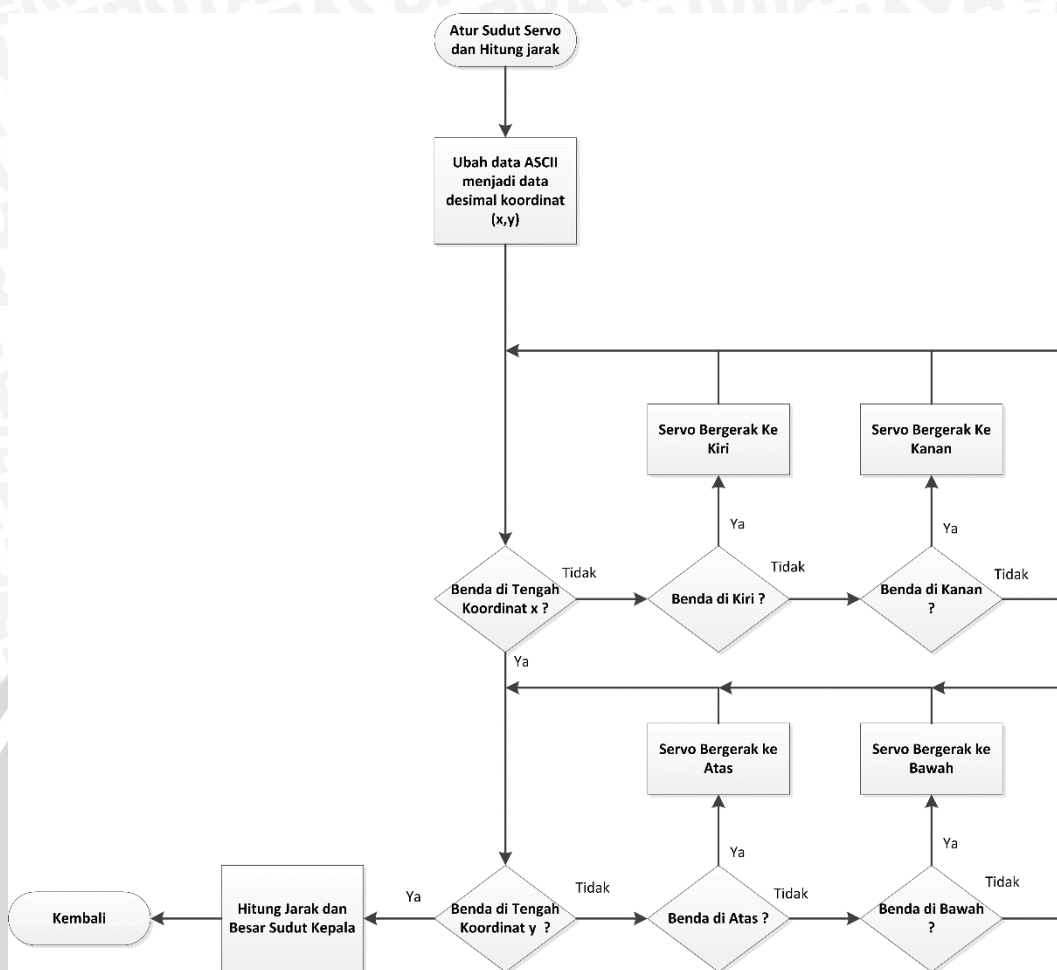 Atur Sudut Servo
dan Hitung jarak
Ubah data ASCII
menjadi data
desimal koordinat
(x,y)
Servo Bergerak Ke
Kiri
Servo Bergerak Ke
Kanan
Ya
Ya
Benda di Tengah
Koordinat x ?
Tidak
Benda di Kiri ?
Tidak
Benda di Kanan
?
Tidak
Ya
Servo Bergerak ke
Atas
Servo Bergerak ke
Bawah
Ya
Ya
Kembali
Hitung Jarak dan
Besar Sudut Kepala
Ya
Benda di Tengah
Koordinat y ?
Tidak
Benda di Atas ?
Tidak
Benda di Bawah
?
Tidak